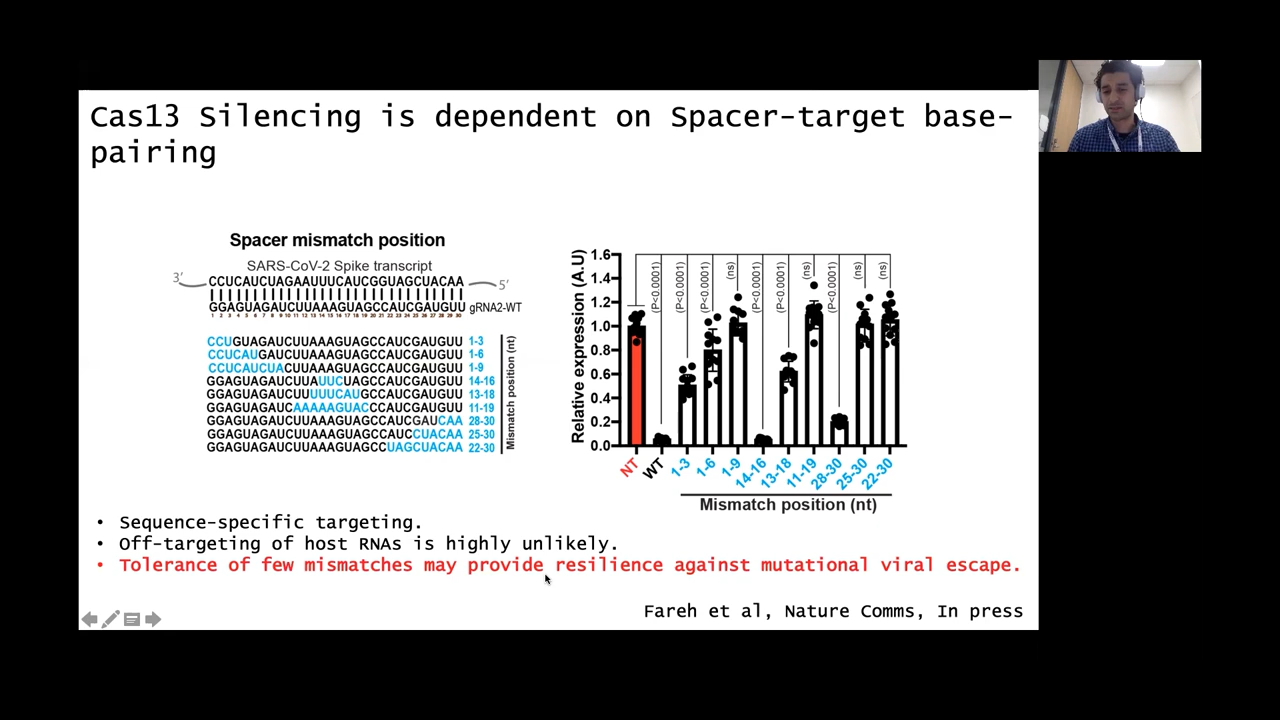 Cas13 Silencing is dependent on Spacer-target base-
pairing
Spacer mismatch position
SARS-CoV-2 Spike transcript
3’ CCUCAUCUAGAAUUUCAUCGGUAGCUACAA 5’
GGAGUAGAUCUUAAAGUAGCCAUCGAUGUU gRNA2-WT
1 2 3 4 5 6 7 8 9 10 11 12 13 14 15 16 17 18 19 20 21 22 23 24 25 26 27 28 29 30
CCUGUAGAUCUUAAAGUAGCCAUCGAUGUU 1-3
CCUCAUGAUCUUAAAGUAGCCAUCGAUGUU 1-6
CCUCAUCUACUUAAAGUAGCCAUCGAUGUU 1-9
GGAGUAGAUCUUAUUCUAGCCAUCGAUGUU 14-16
GGAGUAGAUCUUUUUCAUGCCAUCGAUGUU 13-18
GGAGUAGAUCAAAAAGUACCCAUCGAUGUU 11-19
GGAGUAGAUCUUAAAGUAGCCAUCGAUCAA 28-30
GGAGUAGAUCUUAAAGUAGCCAUCCUACAA 25-30
GGAGUAGAUCUUAAAGUAGCCUAGCUACAA 22-30
Mismatch position (nt)
Relative expression (A.U)
1.6
1.4
1.2
1.0
0.8
0.6
0.4
0.2
0.0
(P<0.0001) (P<0.0001) (P<0.0001) (ns) (P<0.0001) (P<0.0001) (ns) (P<0.0001) (ns) (ns)
NT WT 1-3 1-6 1-9 14-16 13-18 11-19 28-30 25-30 22-30
Mismatch position (nt)
• Sequence-specific targeting.
• Off-targeting of host RNAs is highly unlikely.
• Tolerance of few mismatches may provide resilience against mutational viral escape.
Fareh et al, Nature Comms, In press